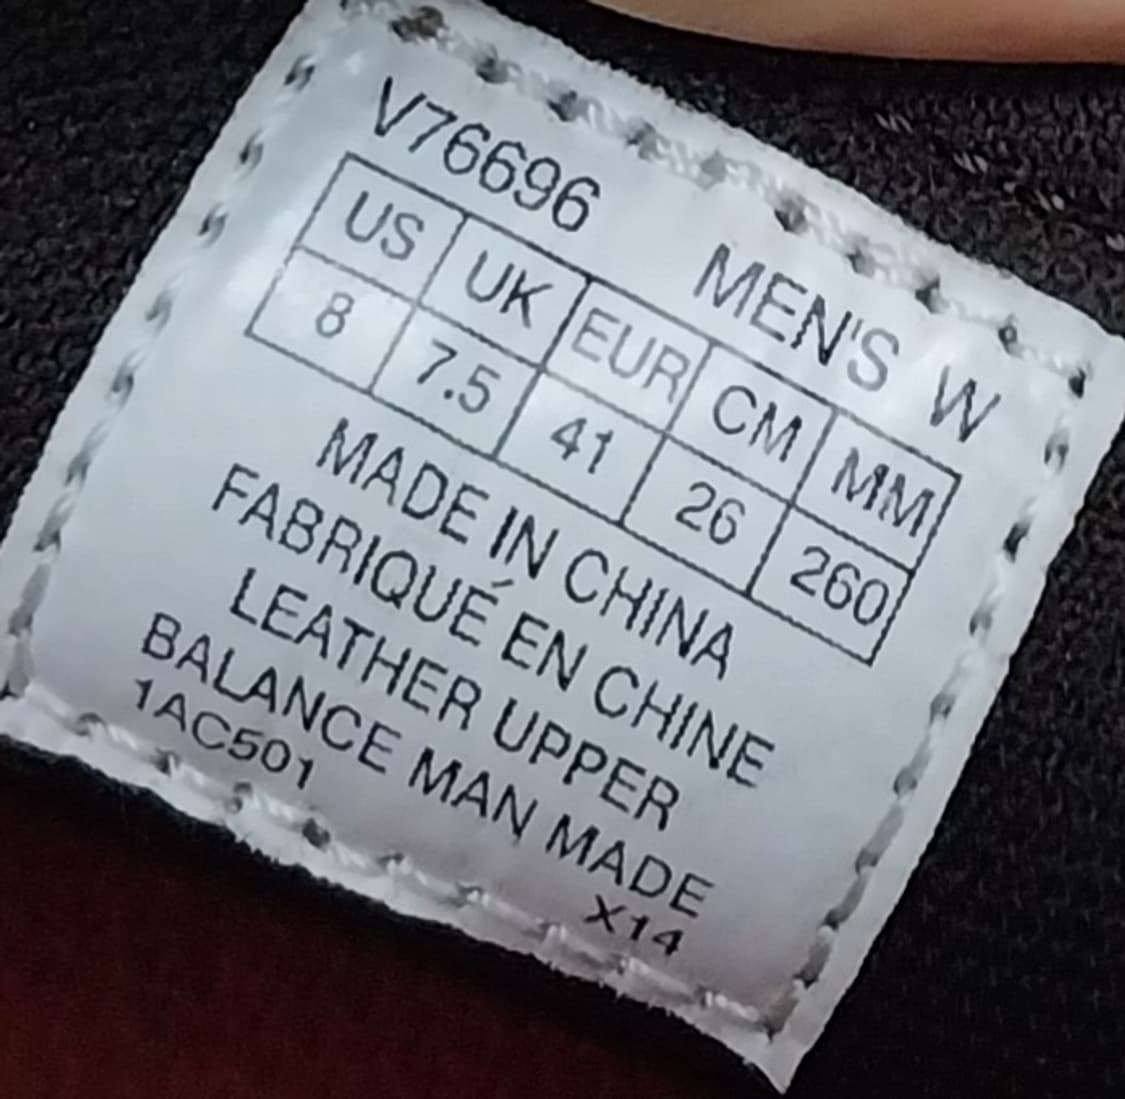 V76696 MEN'S W
US UK EUR CM MM
8 7.5 41 26 260
MADE IN CHINA
FABRIQUÉ EN CHINE
LEATHER UPPER
BALANCE MAN MADE
1AC501 X14